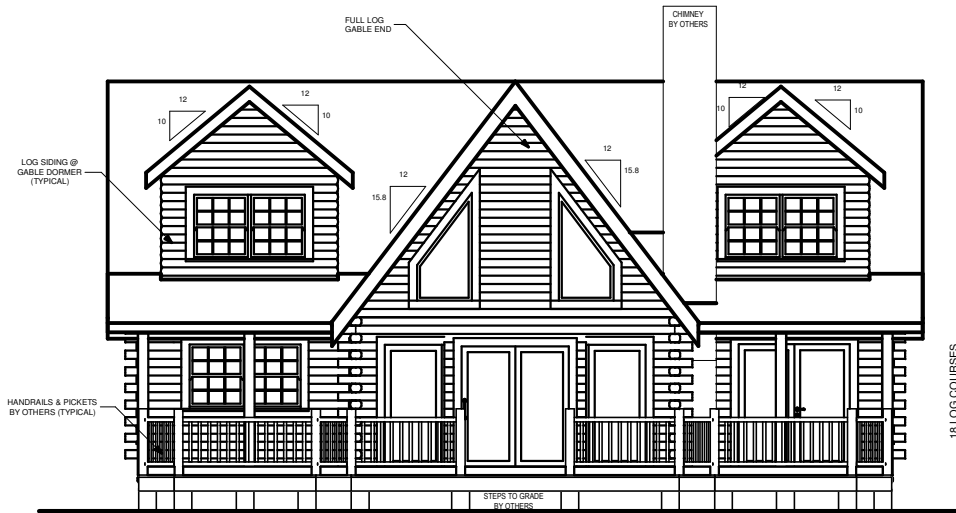 CHIMNEY
BY OTHERS
FULL LOG
GABLE END
12
12
12
12
10
10
10
10
LOG SIDING @
GABLE DORMER
(TYPICAL)
12
12
15.8
15.8
HANDRAILS & PICKETS
BY OTHERS (TYPICAL)
18 LOG COURSES
STEPS TO GRADE
BY OTHERS